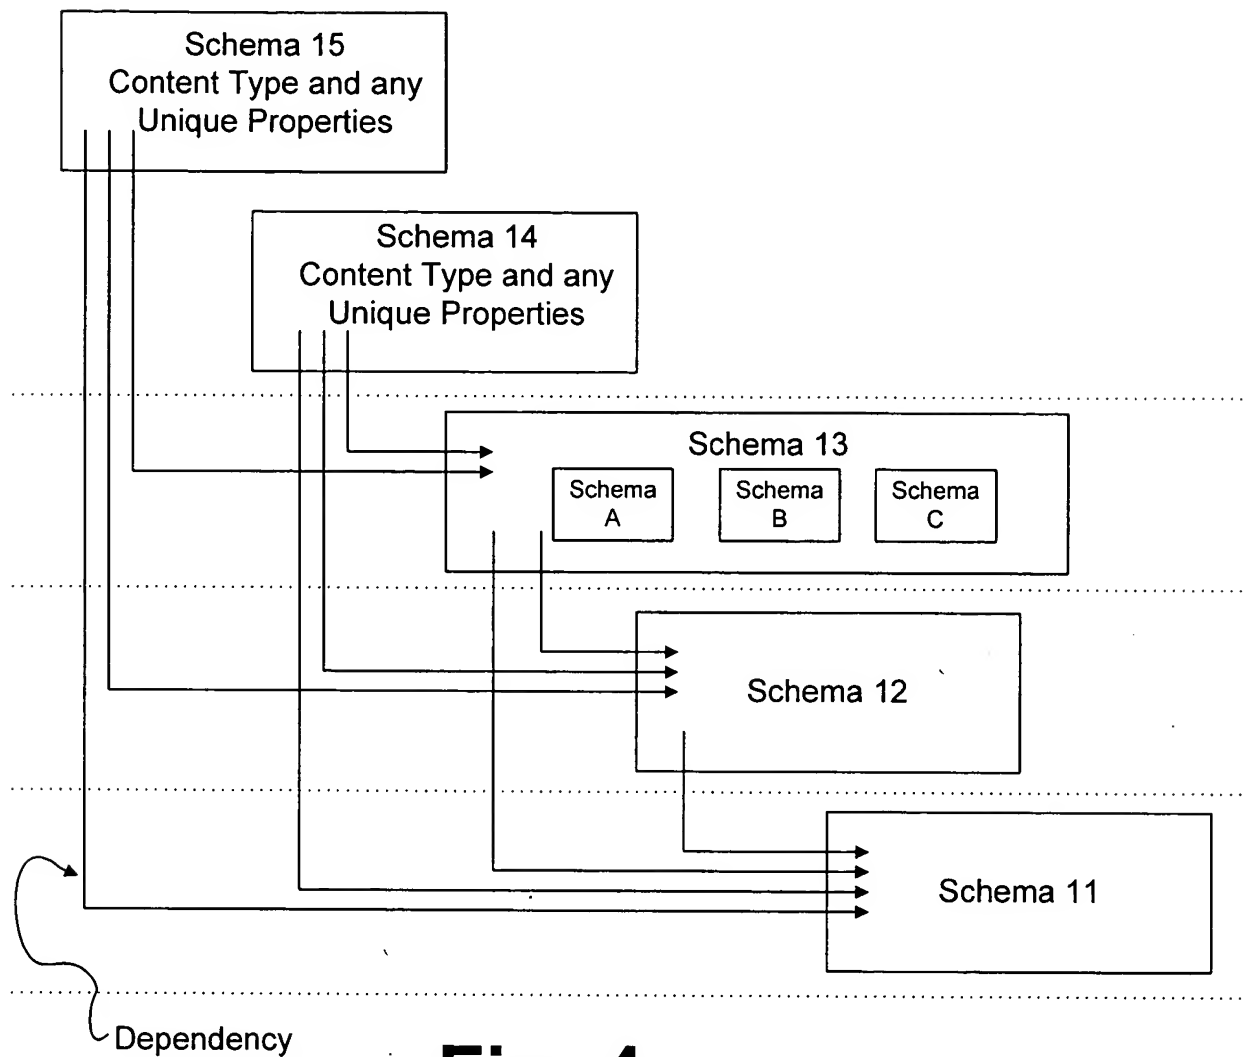 Schema 15
Content Type and any
Unique Properties
Schema 14
Content Type and any
Unique Properties
Schema 13
Schema
A
Schema
B
Schema
C
Schema 12
Schema 11
Dependency